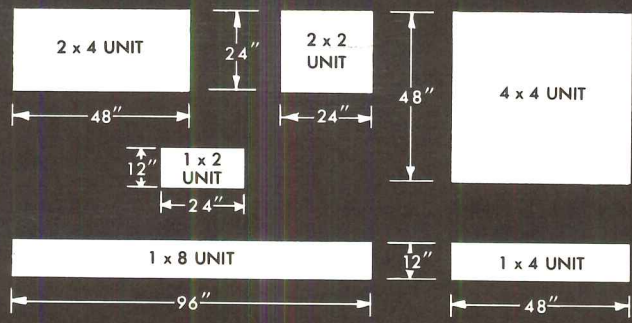 2 x 4 UNIT
24"
2 x 2
UNIT
48"
4 x 4 UNIT
48"
24"
12"
1 x 2
UNIT
24"
1 x 8 UNIT
12"
1 x 4 UNIT
96"
48"